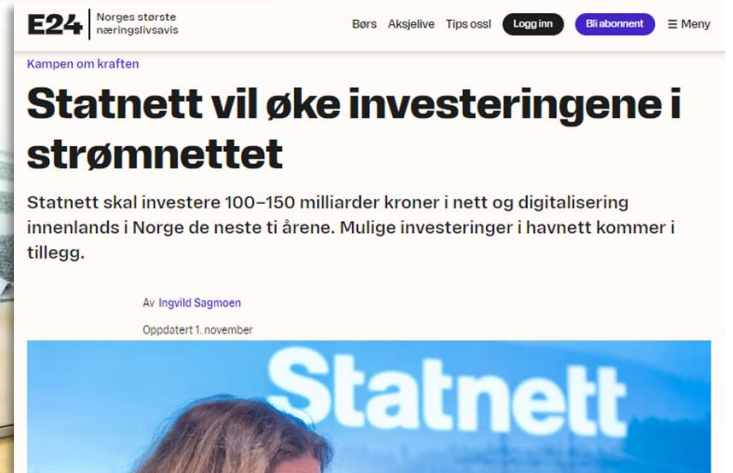 E24 Norges største
næringslivsavis
Børs Aksjelive Tips oss! Logg inn Bli abonnent ☰ Meny
Kampen om kraften
Statnett vil øke investeringene i
strømnettet
Statnett skal investere 100–150 milliarder kroner i nett og digitalisering
innenlands i Norge de neste ti årene. Mulige investeringer i havnett kommer i
tillegg.
Av Ingvild Sagmoen
Oppdatert 1. november
Statnett